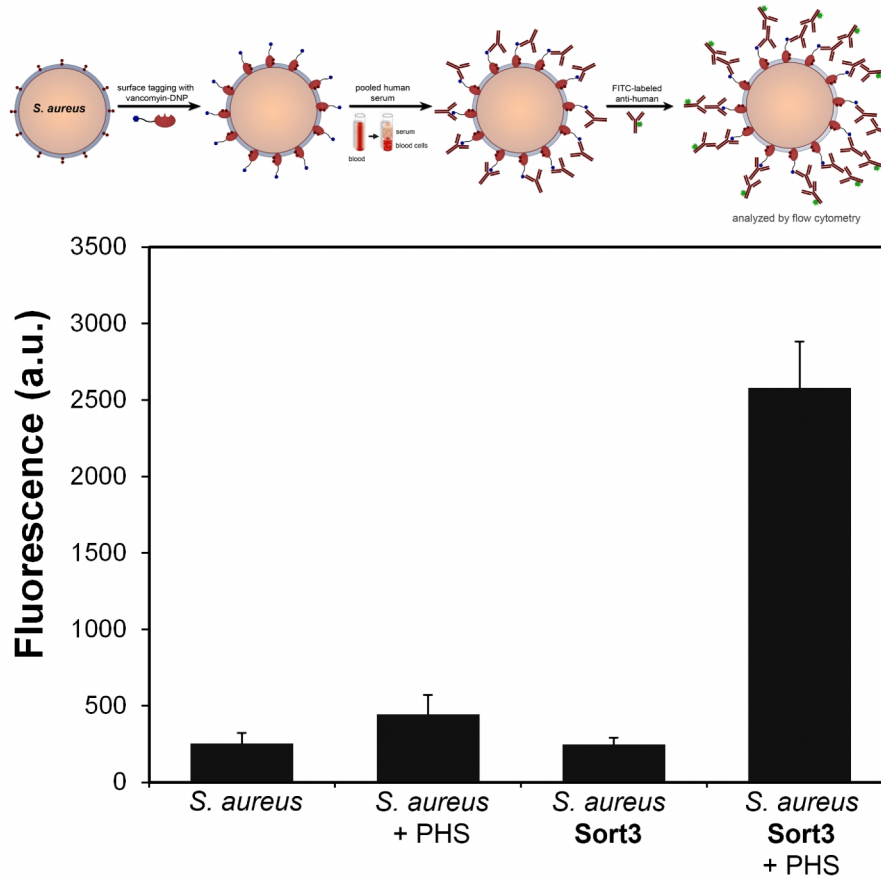 S. aureus
surface tagging with
vancomyin-DNP
pooled human
serum
serum
blood cells
blood
FITC-labeled
anti-human
analyzed by flow cytometry
Fluorescence (a.u.)
3500
3000
2500
2000
1500
1000
500
0
S. aureus
S. aureus
+ PHS
S. aureus
Sort3
S. aureus
Sort3
+ PHS